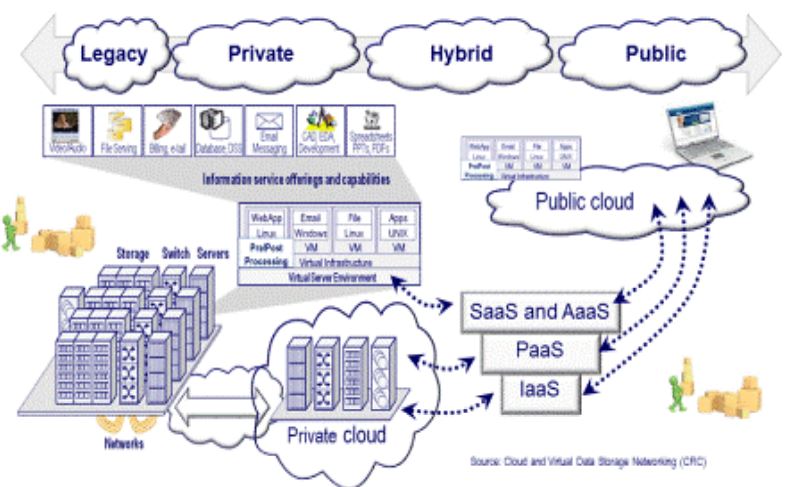 Legacy
Private
Hybrid
Public
Video/Audio
File Serving
Billing, e-tail
Database, DSS
Email
Messaging
CAD, EDA,
Development
Spreadsheets
PPTs, PDFs
Information service offerings and capabilities
WebApp Email File Apps
Linux Windows Linux UNIX
Pre/Post VM VM VM
Processing Virtual Infrastructure
Virtual Server Environment
WebApp Email File Apps
Linux Windows Linux UNIX
Pre/Post VM VM VM
Processing Virtual Infrastructure
Public cloud
Storage Switch Servers
SaaS and AaaS
PaaS
IaaS
Networks
Private cloud
Source: Cloud and Virtual Data Storage Networking (CRC)